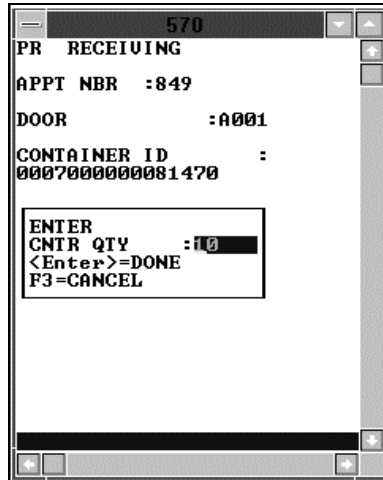 570
PR RECEIVING
APPT NBR :849
DOOR :A001
CONTAINER ID :
0007000000081470
ENTER
CNTR QTY :10
<Enter>=DONE
F3=CANCEL